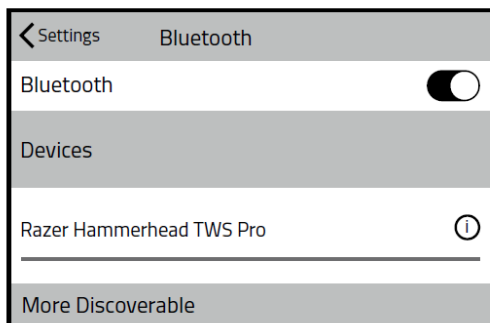 Settings Bluetooth
Bluetooth
Devices
Razer Hammerhead TWS Pro i
More Discoverable